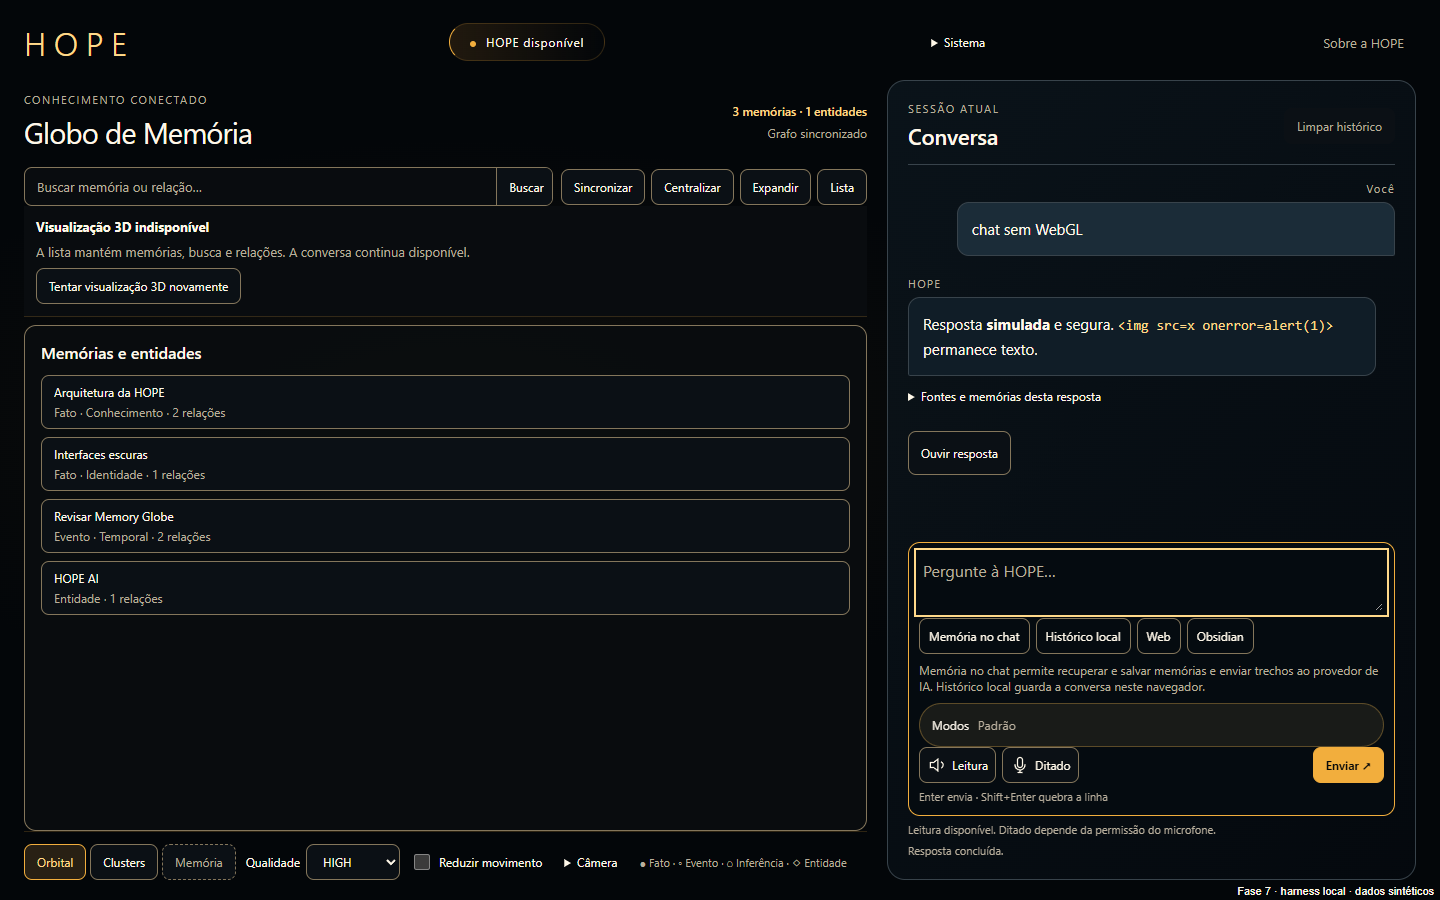 HOPE
● HOPE disponível
▶ Sistema
Sobre a HOPE
CONHECIMENTO CONECTADO
Globo de Memória
3 memórias · 1 entidades
Grafo sincronizado
Buscar memória ou relação...
Buscar
Sincronizar
Centralizar
Expandir
Lista
Visualização 3D indisponível
A lista mantém memórias, busca e relações. A conversa continua disponível.
Tentar visualização 3D novamente
Memórias e entidades
Arquitetura da HOPE
Fato · Conhecimento · 2 relações
Interfaces escuras
Fato · Identidade · 1 relações
Revisar Memory Globe
Evento · Temporal · 2 relações
HOPE AI
Entidade · 1 relações
Orbital
Clusters
Memória
Qualidade
HIGH
Reduzir movimento
▶ Câmera
● Fato · ◦ Evento · ○ Inferência · ◇ Entidade
SESSÃO ATUAL
Conversa
Limpar histórico
Você
chat sem WebGL
HOPE
Resposta simulada e segura. <img src=x onerror=alert(1)>
permanece texto.
▶ Fontes e memórias desta resposta
Ouvir resposta
Pergunte à HOPE...
Memória no chat
Histórico local
Web
Obsidian
Memória no chat permite recuperar e salvar memórias e enviar trechos ao provedor de
IA. Histórico local guarda a conversa neste navegador.
Modos Padrão
Leitura
Ditado
Enviar ↗
Enter envia · Shift+Enter quebra a linha
Leitura disponível. Ditado depende da permissão do microfone.
Resposta concluída.
Fase 7 · harness local · dados sintéticos